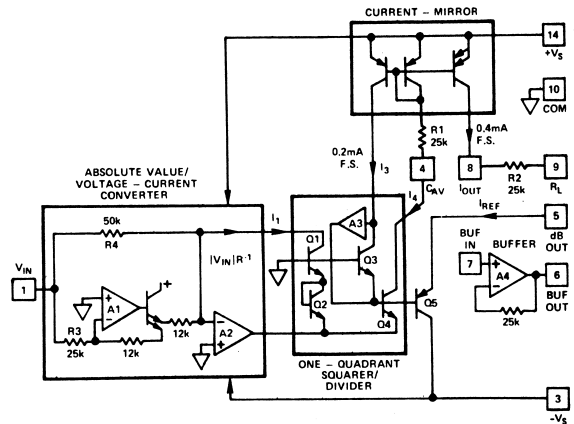 CURRENT – MIRROR
14
+VS
10
COM
R1
25k
0.2mA
F.S.
0.4mA
F.S.
I3
4
CAV
8
IOUT
R2
25k
9
RL
ABSOLUTE VALUE/
VOLTAGE – CURRENT
CONVERTER
50k
R4
I1
|VIN|R-1
I4
A3
Q1
Q3
Q2
Q4
Q5
IREF
5
dB
OUT
BUF
IN
BUFFER
7
+
A4
–
6
BUF
OUT
25k
VIN
1
+
+
A1
–
12k
R3
25k
12k
–
A2
+
ONE – QUADRANT
SQUARER/
DIVIDER
3
-VS